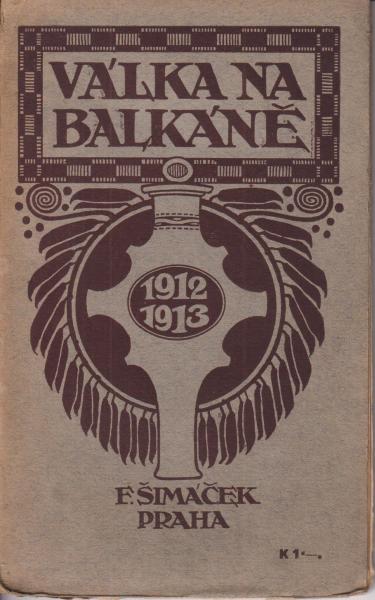 VÁLKA NA
BALKÁNĚ
1912
1913
F. ŠIMÁČEK
PRAHA
K 1·—.